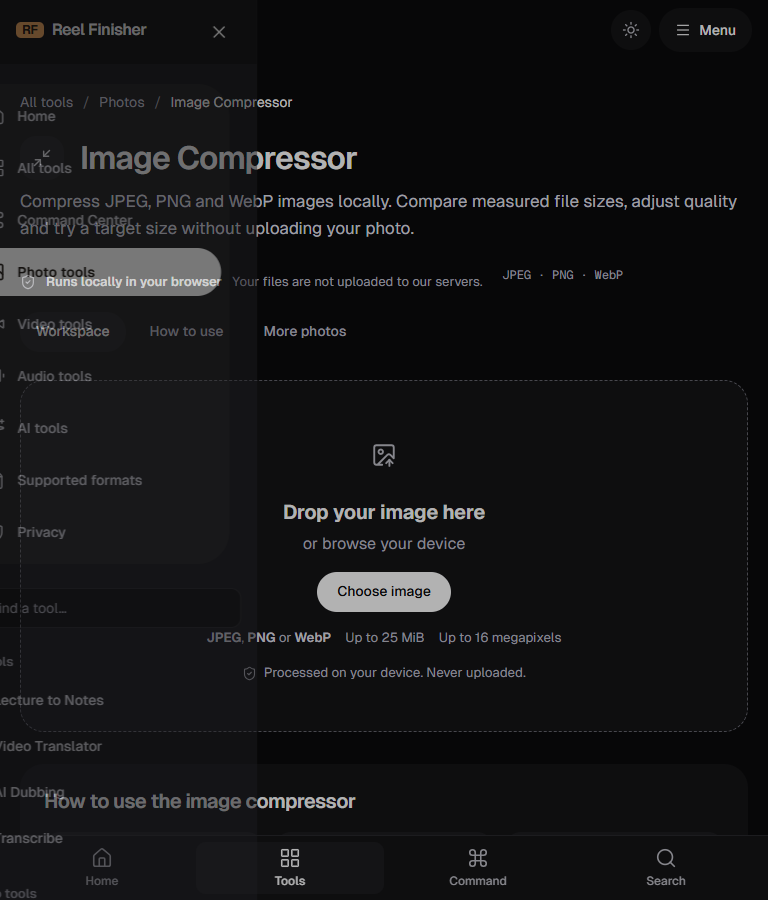 RF Reel Finisher
Menu
All tools / Photos / Image Compressor
Home
Image Compressor
All tools
Compress JPEG, PNG and WebP images locally. Compare measured file sizes, adjust quality
and try a target size without uploading your photo.
Command Center
Photo tools
Runs locally in your browser Your files are not uploaded to our servers. JPEG · PNG · WebP
Video tools
Workspace How to use More photos
Audio tools
AI tools
Supported formats
Privacy
Drop your image here
or browse your device
Choose image
JPEG, PNG or WebP Up to 25 MiB Up to 16 megapixels
Processed on your device. Never uploaded.
ind a tool...
ols
ecture to Notes
Video Translator
AI Dubbing
Transcribe
tools
How to use the image compressor
Home Tools Command Search